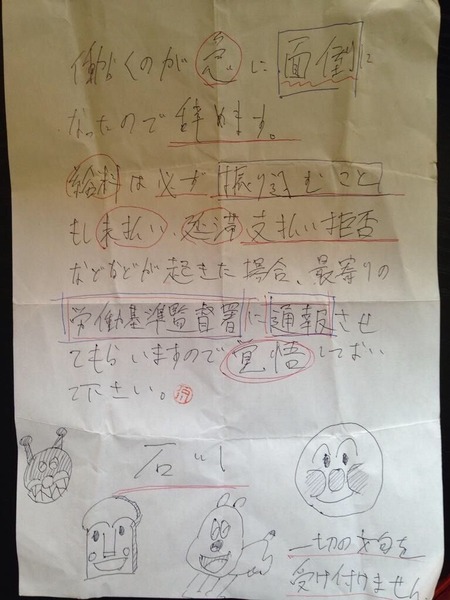 働くのが急に面倒に
なったので辞めます。
給料は必ず振り込むこと
もし未払い、延滞、支払い拒否
などなどが起きた場合、最寄りの
労働基準監督署に通報させ
てもらいますので覚悟しておい
て下さい。
石川
一切の文句を
受け付けません。